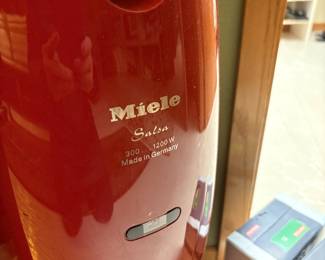 Miele
Salsa
300 ... 1200 W
Made in Germany